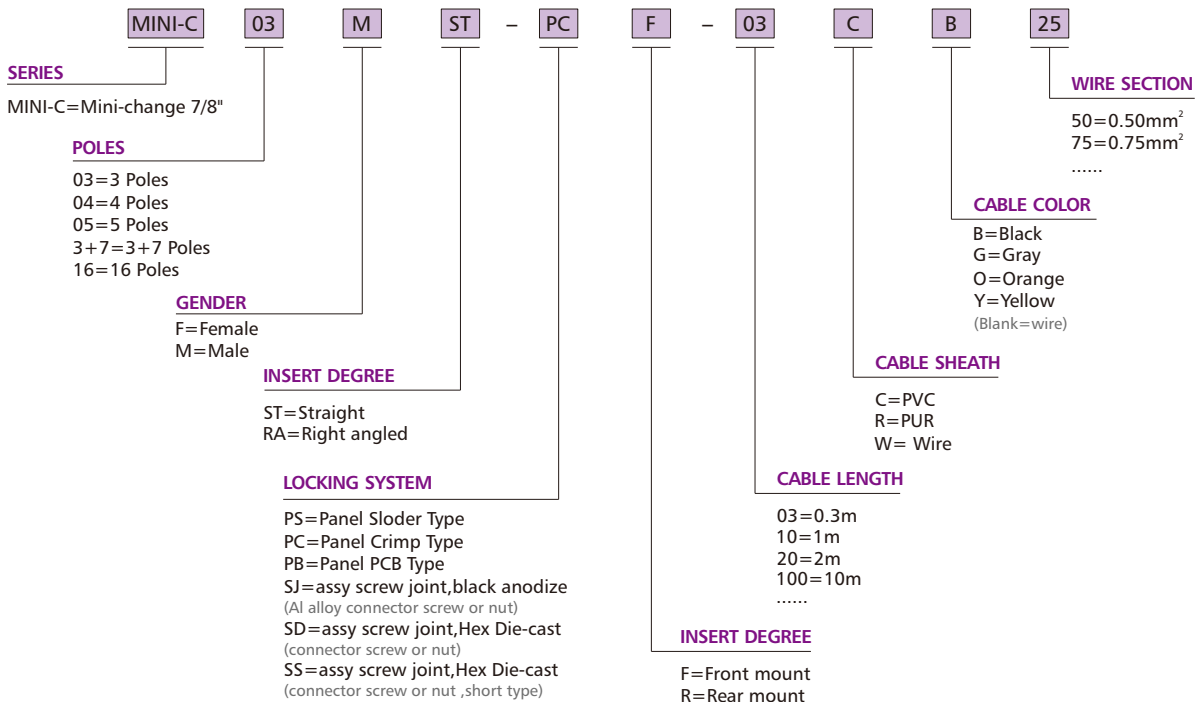 MINI-C 03 M ST – PC F - 03 C B 25
SERIES
MINI-C=Mini-change 7/8"
POLES
03=3 Poles
04=4 Poles
05=5 Poles
3+7=3+7 Poles
16=16 Poles
GENDER
F=Female
M=Male
INSERT DEGREE
ST=Straight
RA=Right angled
LOCKING SYSTEM
PS=Panel Sloder Type
PC=Panel Crimp Type
PB=Panel PCB Type
SJ=assy screw joint,black anodize
(Al alloy connector screw or nut)
SD=assy screw joint,Hex Die-cast
(connector screw or nut)
SS=assy screw joint,Hex Die-cast
(connector screw or nut ,short type)
INSERT DEGREE
F=Front mount
R=Rear mount
CABLE LENGTH
03=0.3m
10=1m
20=2m
100=10m
......
CABLE SHEATH
C=PVC
R=PUR
W= Wire
CABLE COLOR
B=Black
G=Gray
O=Orange
Y=Yellow
(Blank=wire)
WIRE SECTION
50=0.50mm²
75=0.75mm²
......